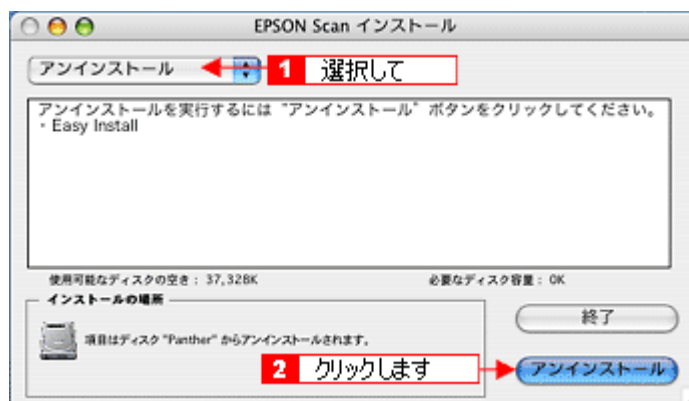 EPSON Scan インストール
アンインストール
1 選択して
アンインストールを実行するには "アンインストール" ボタンをクリックしてください。
・Easy Install
使用可能なディスクの空き： 37,328K
必要なディスク容量： 0K
インストールの場所
項目はディスク "Panther" からアンインストールされます。
終了
2 クリックします
アンインストール